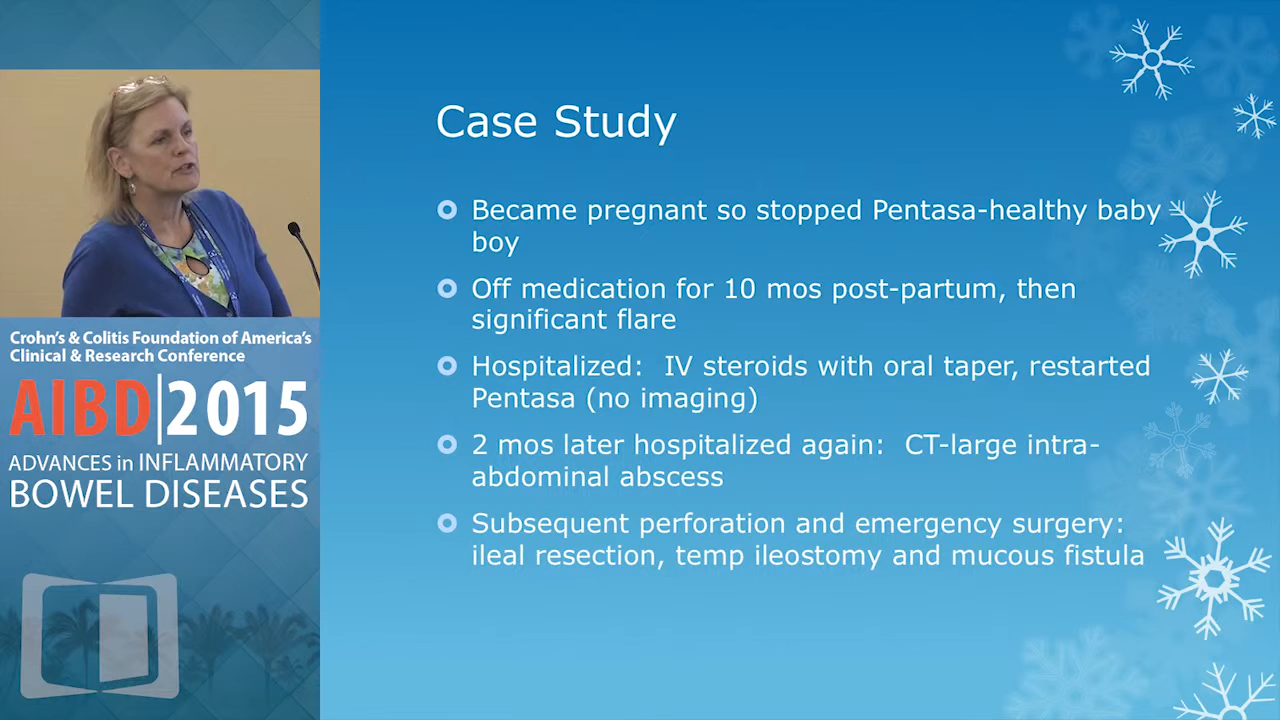 Case Study
Became pregnant so stopped Pentasa-healthy baby
boy
Off medication for 10 mos post-partum, then
significant flare
Hospitalized:  IV steroids with oral taper, restarted
Pentasa (no imaging)
2 mos later hospitalized again:  CT-large intra-
abdominal abscess
Subsequent perforation and emergency surgery:
ileal resection, temp ileostomy and mucous fistula
Crohn's & Colitis Foundation of America's
Clinical & Research Conference
AIBD|2015
ADVANCES in INFLAMMATORY
BOWEL DISEASES